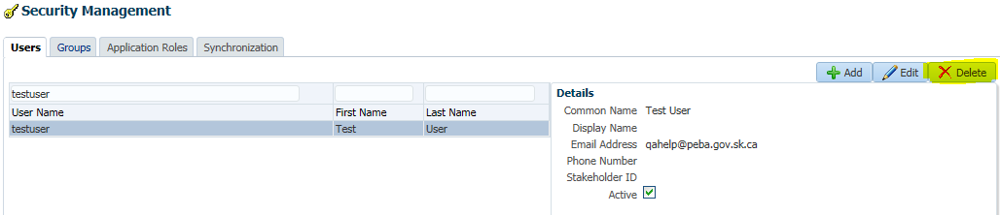 Security Management
Users Groups Application Roles Synchronization
Add Edit Delete
testuser
User Name First Name Last Name
testuser Test User
Details
Common Name Test User
Display Name
Email Address qahelp@peba.gov.sk.ca
Phone Number
Stakeholder ID
Active